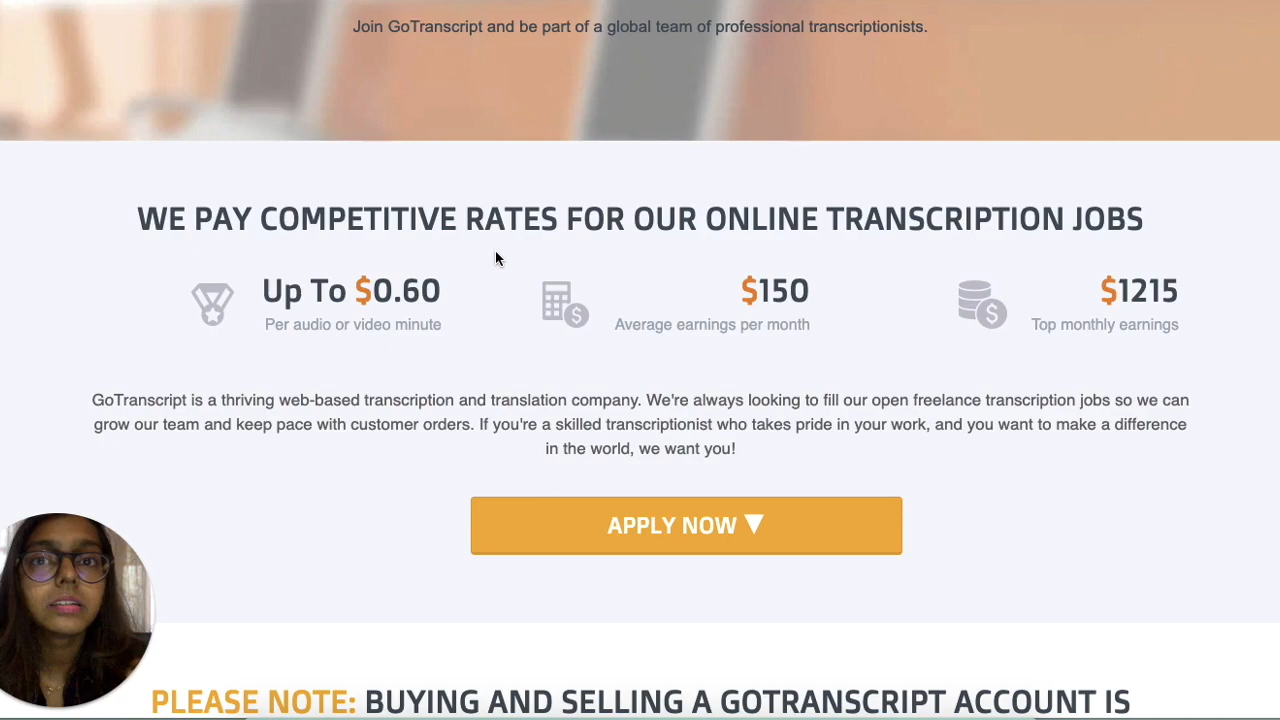 Join GoTranscript and be part of a global team of professional transcriptionists.
WE PAY COMPETITIVE RATES FOR OUR ONLINE TRANSCRIPTION JOBS
Up To $0.60
Per audio or video minute
$150
Average earnings per month
$1215
Top monthly earnings
GoTranscript is a thriving web-based transcription and translation company. We're always looking to fill our open freelance transcription jobs so we can
grow our team and keep pace with customer orders. If you're a skilled transcriptionist who takes pride in your work, and you want to make a difference
in the world, we want you!
APPLY NOW ▼
PLEASE NOTE: BUYING AND SELLING A GOTRANSCRIPT ACCOUNT IS